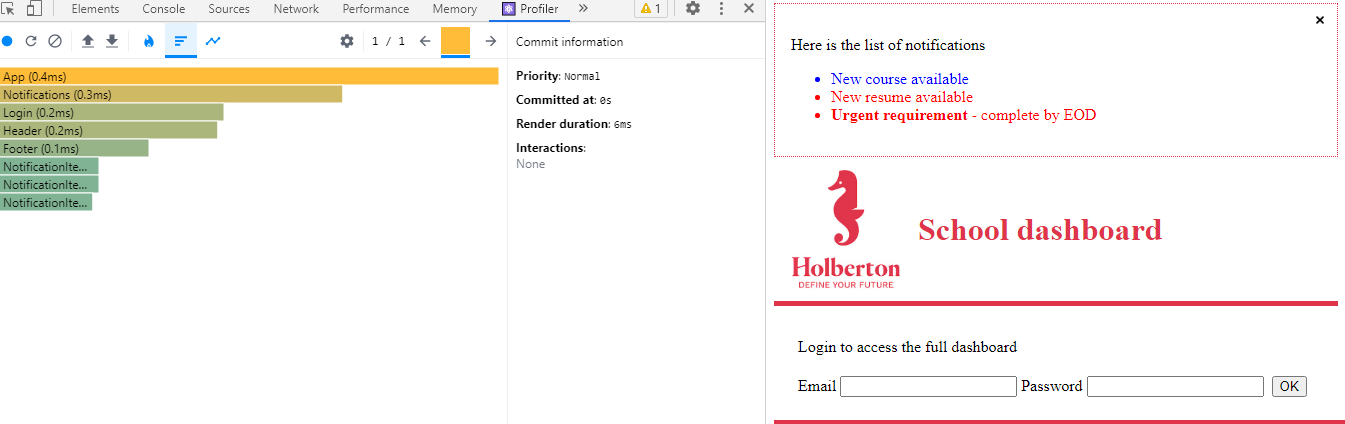 Elements Console Sources Network Performance Memory Profiler » 1
1 / 1
Commit information
App (0.4ms)
Notifications (0.3ms)
Login (0.2ms)
Header (0.2ms)
Footer (0.1ms)
NotificationIte...
NotificationIte...
NotificationIte...
Priority: Normal
Committed at: 0s
Render duration: 6ms
Interactions:
None
×
Here is the list of notifications
New course available
New resume available
Urgent requirement - complete by EOD
Holberton
DEFINE YOUR FUTURE
School dashboard
Login to access the full dashboard
Email Password OK